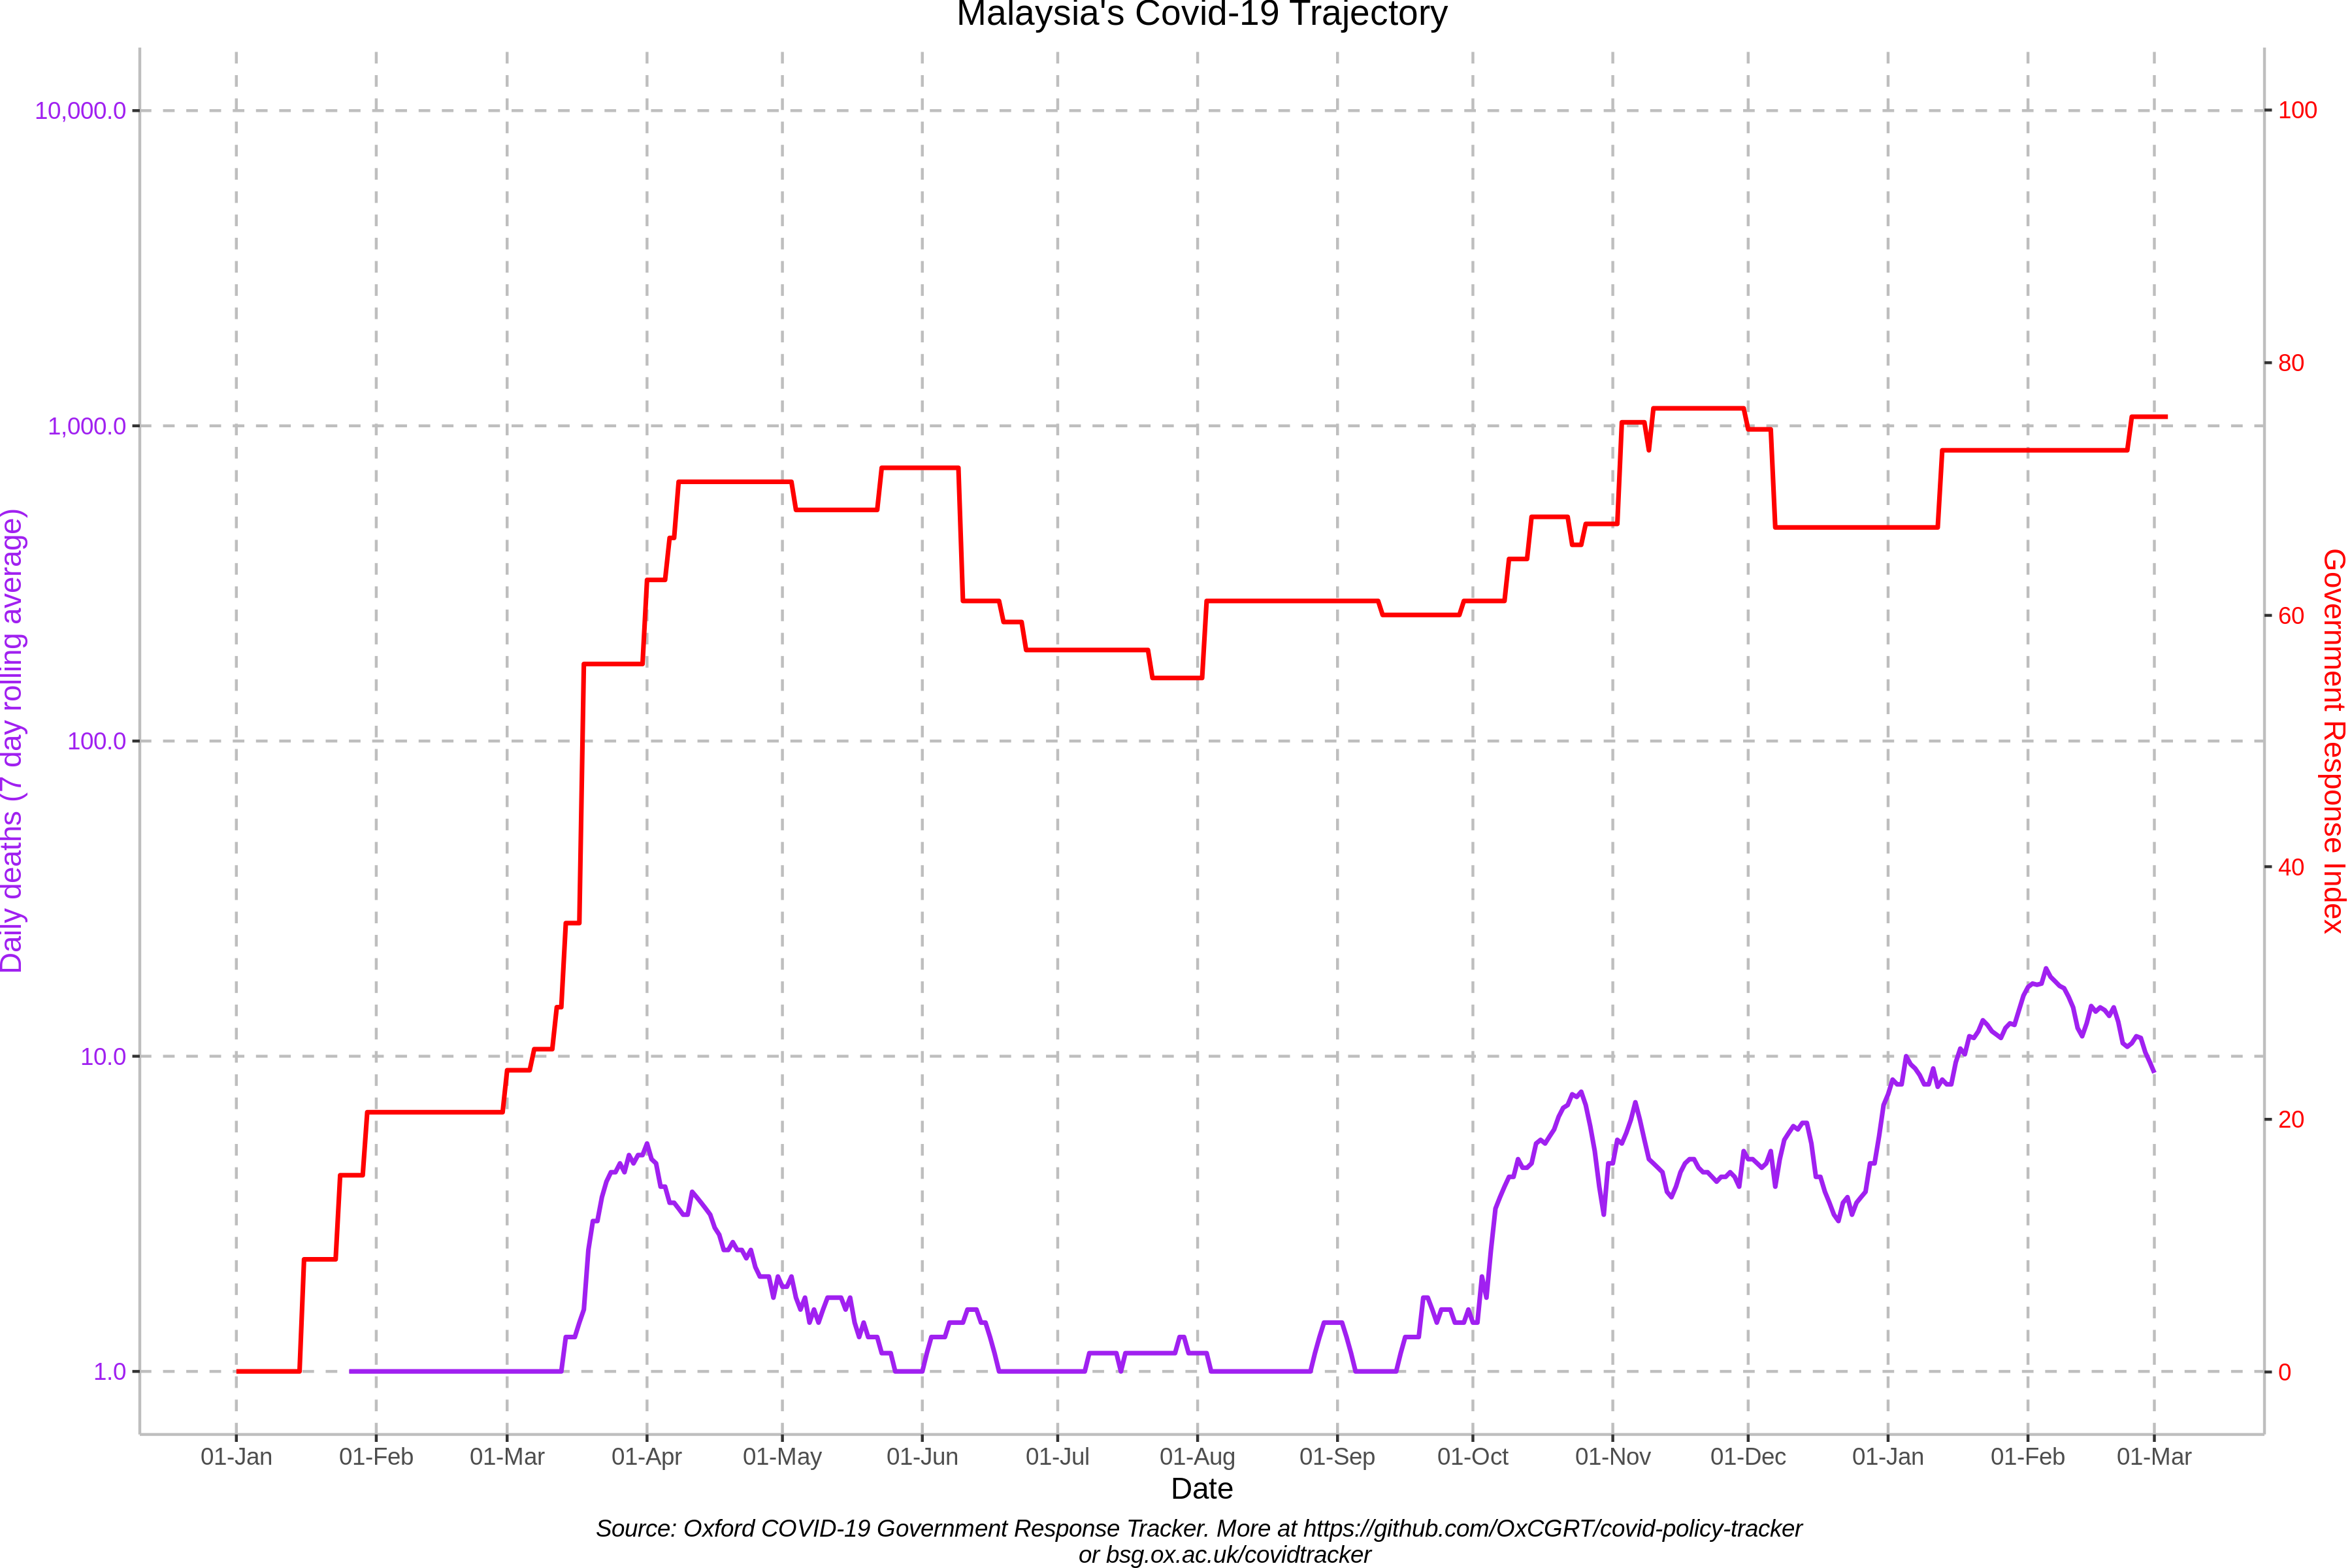 Malaysia's Covid-19 Trajectory
10,000.0
1,000.0
100.0
10.0
1.0
Daily deaths (7 day rolling average)
100
80
60
40
20
0
Government Response Index
01-Jan 01-Feb 01-Mar 01-Apr 01-May 01-Jun 01-Jul 01-Aug 01-Sep 01-Oct 01-Nov 01-Dec 01-Jan 01-Feb 01-Mar
Date
Source: Oxford COVID-19 Government Response Tracker. More at https://github.com/OxCGRT/covid-policy-tracker
or bsg.ox.ac.uk/covidtracker